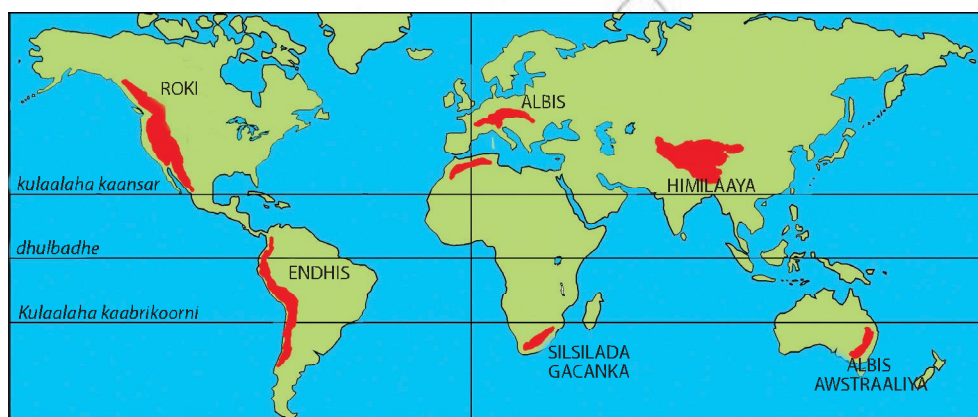 ROKI
ALBIS
kulaalaha kaansar
HIMILAAYA
dhulbadhe
ENDHIS
Kulaalaha kaabrikoorni
SILSILADA
GACANKA
ALBIS
AWSTRAALIYA